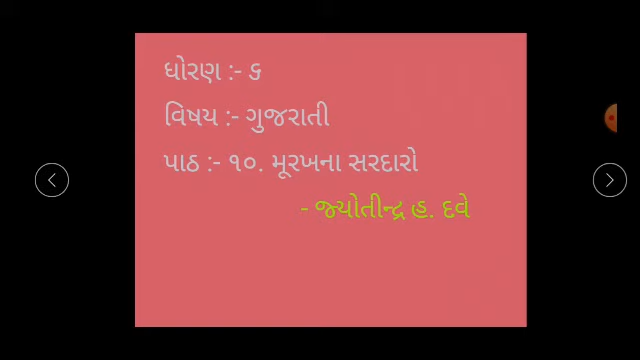 ધોરણ :- ૬
વિષય :- ગુજરાતી
પાઠ :- ૧૦. મૂરખના સરદારો
- જ્યોતીન્દ્ર હ. દવે